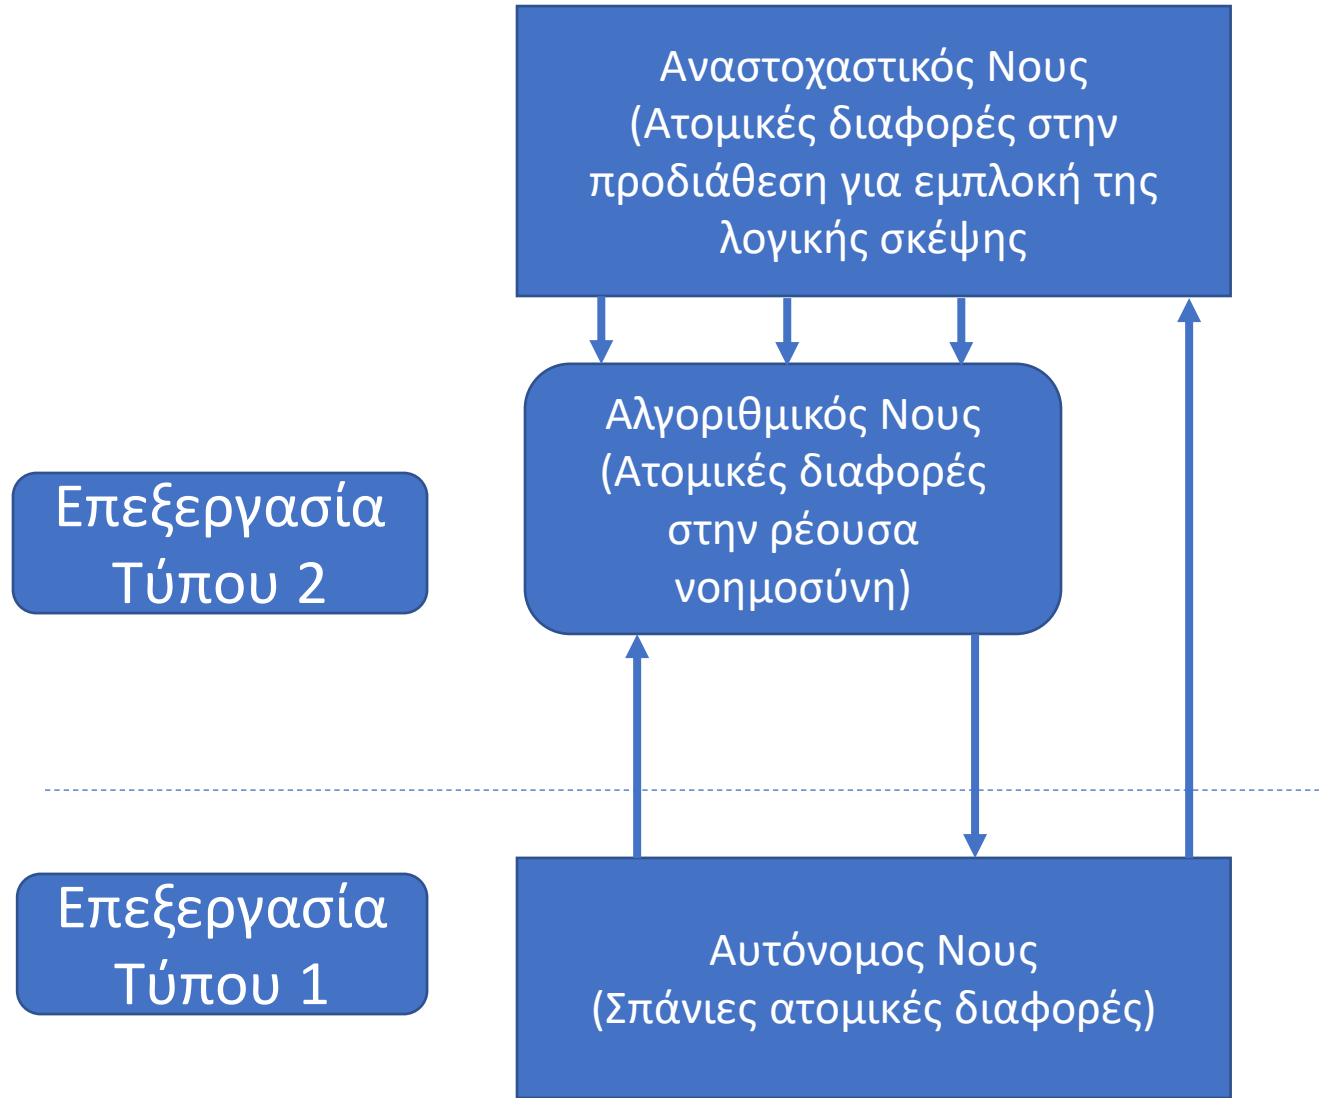 Αναστοχαστικός Νους
(Ατομικές διαφορές στην
προδιάθεση για εμπλοκή της
λογικής σκέψης
Αλγοριθμικός Νους
(Ατομικές διαφορές
στην ρέουσα
νοημοσύνη)
Επεξεργασία
Τύπου 2
Επεξεργασία
Τύπου 1
Αυτόνομος Νους
(Σπάνιες ατομικές διαφορές)